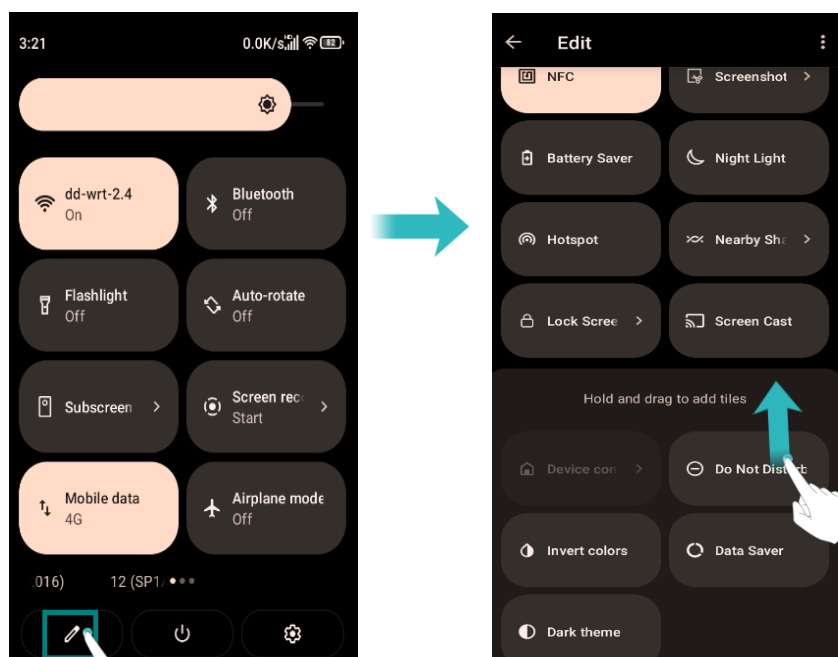 3:21
0.0K/s
82
dd-wrt-2.4
On
Bluetooth
Off
Flashlight
Off
Auto-rotate
Off
Subscreen
Screen rec
Start
Mobile data
4G
Airplane mode
Off
.016)
12 (SP1/
Edit
NFC
Screenshot
Battery Saver
Night Light
Hotspot
Nearby Sha
Lock Scree
Screen Cast
Hold and drag to add tiles
Device con
Do Not Disturb
Invert colors
Data Saver
Dark theme